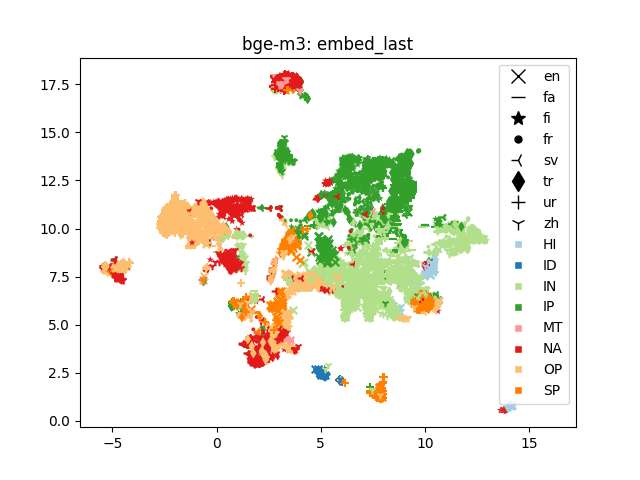 bge-m3: embed_last
17.5
15.0
12.5
10.0
7.5
5.0
2.5
0.0
−5
0
5
10
15
en
fa
fi
fr
sv
tr
ur
zh
HI
ID
IN
IP
MT
NA
OP
SP